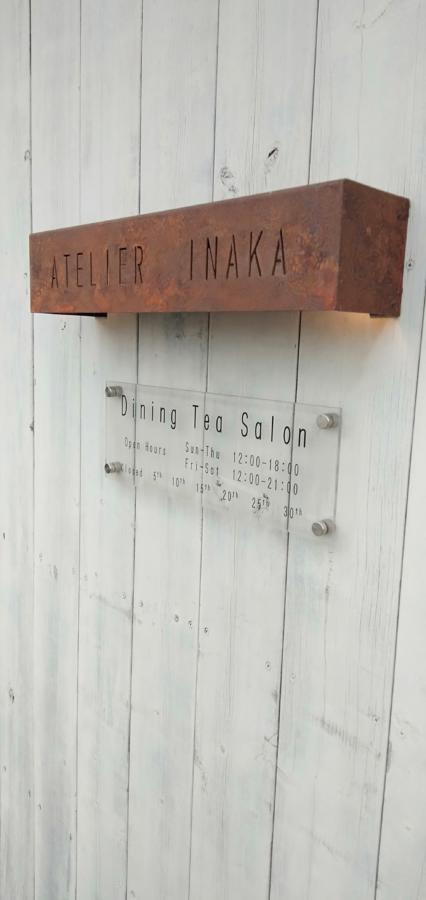 ATELIER INAKA
Dining Tea Salon
Open Hours Sun-Thu 12:00-18:00
Fri-Sat 12:00-21:00
Closed 5th 10th 15th 20th 25th 30th